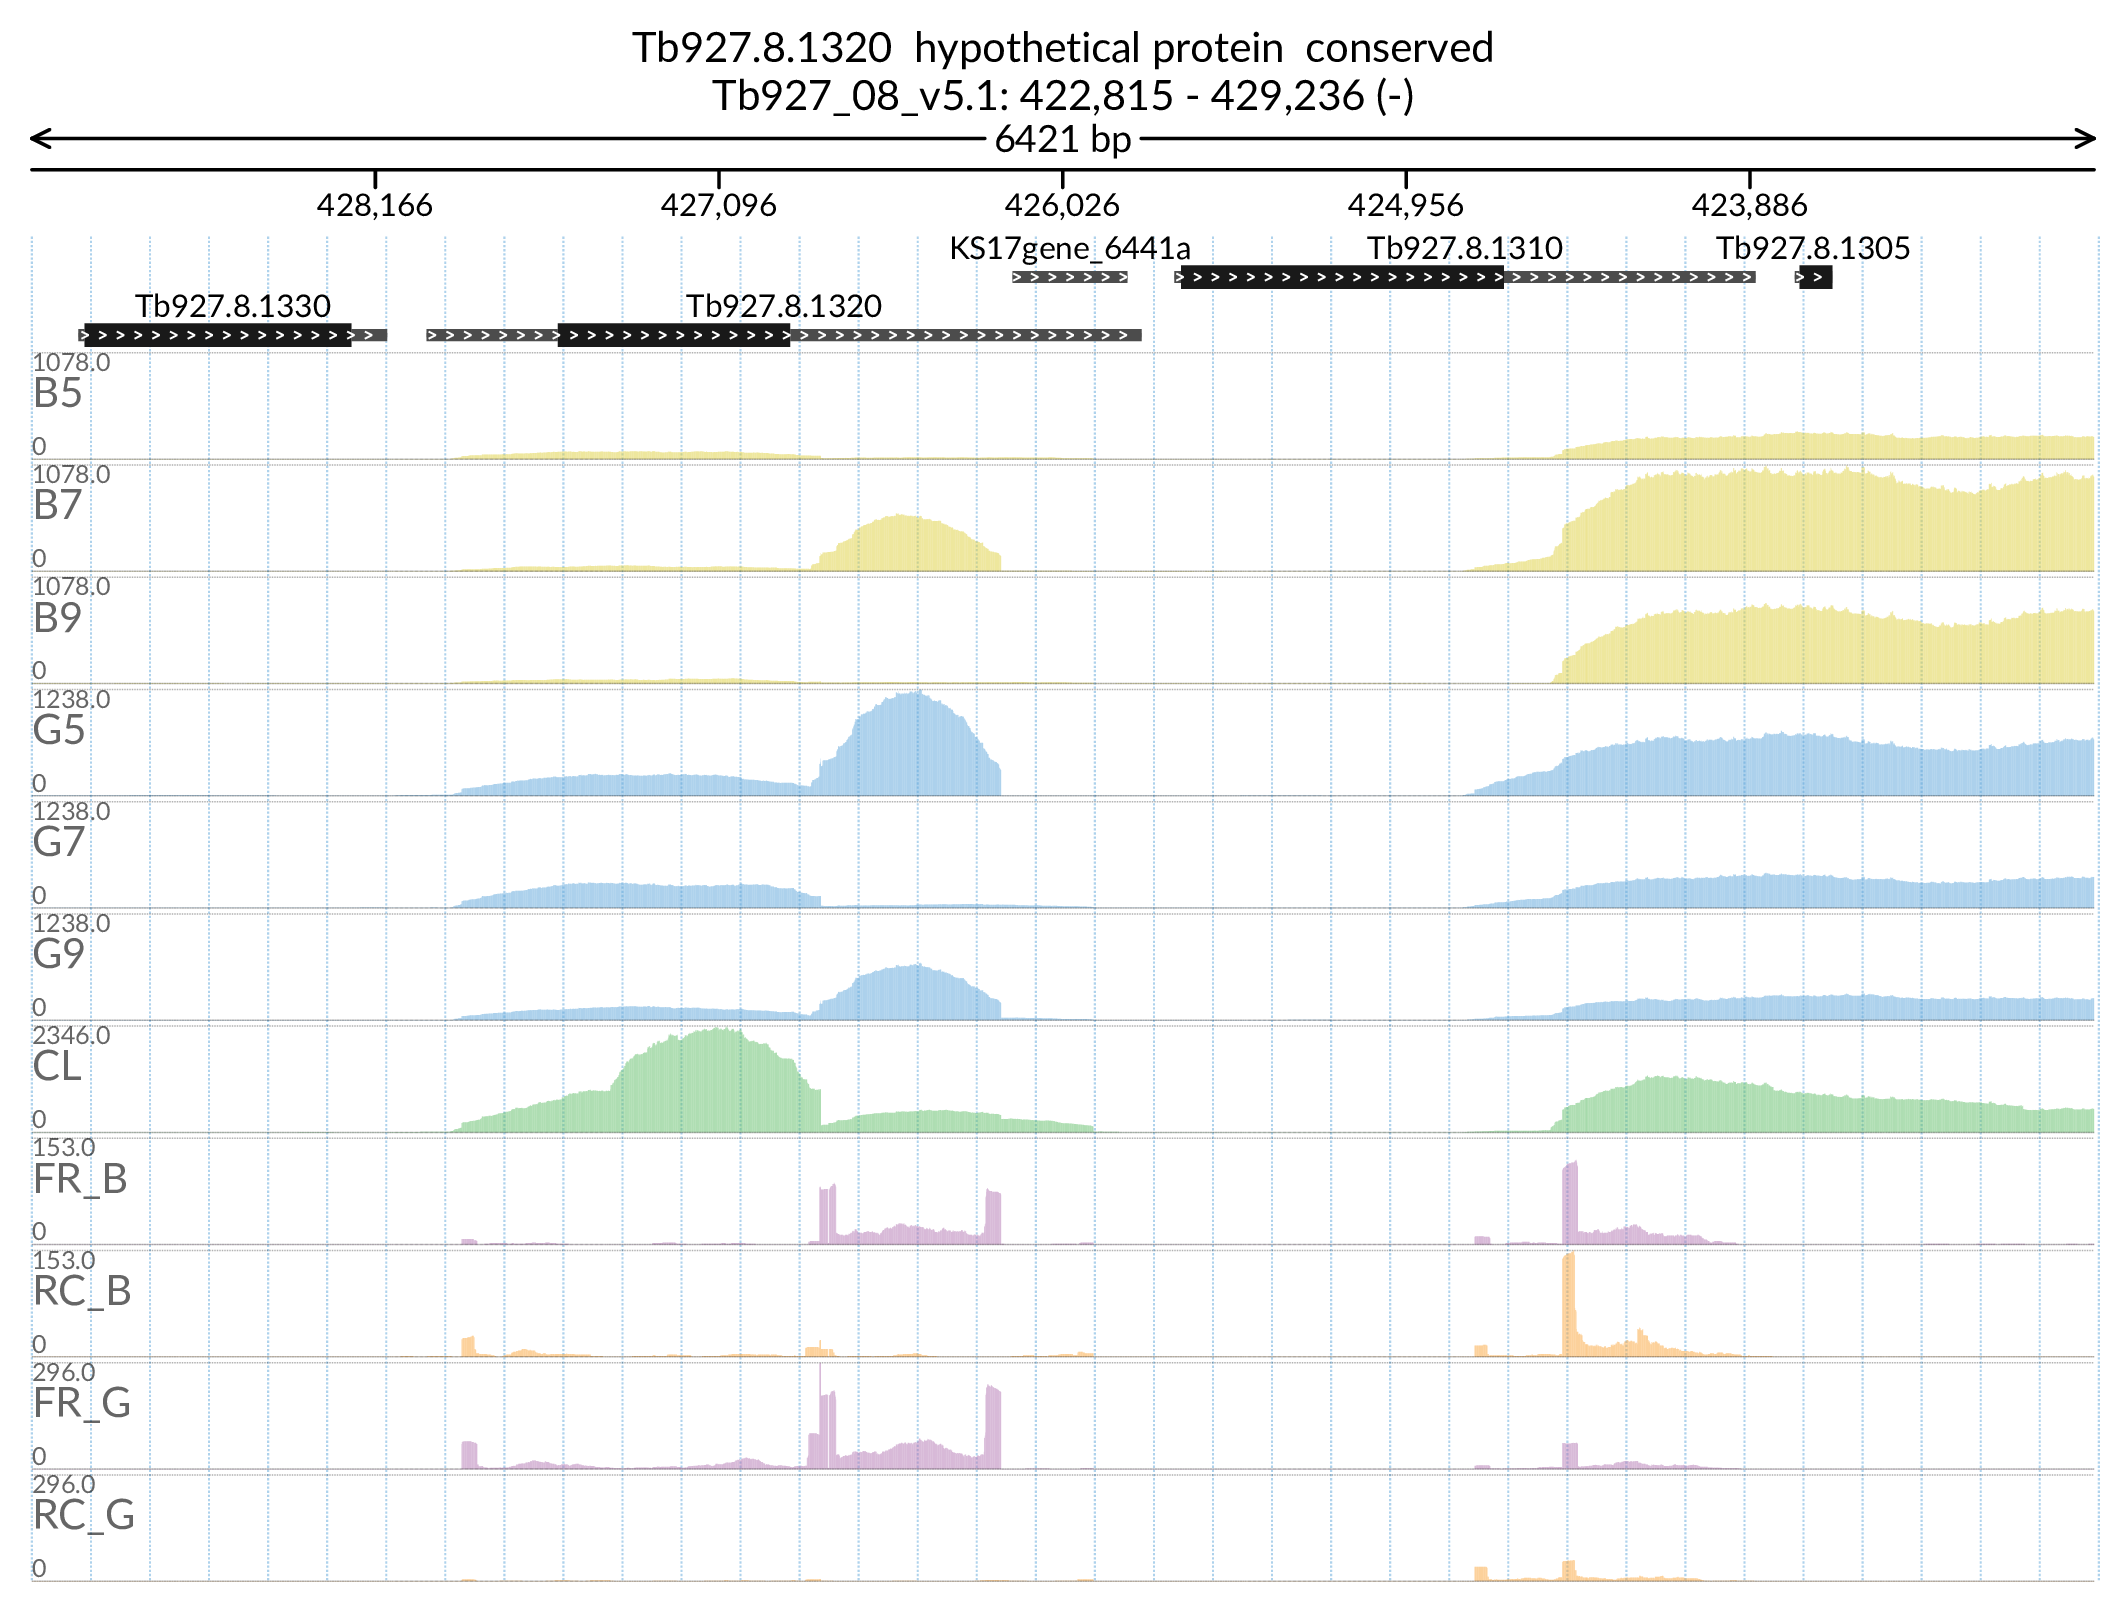 Tb927.8.1320  hypothetical protein  conserved
Tb927_08_v5.1: 422,815 - 429,236 (-)
6421 bp
428,166 427,096 426,026 424,956 423,886
KS17gene_6441a Tb927.8.1310 Tb927.8.1305
Tb927.8.1330 Tb927.8.1320
1078.0
B5
0
1078.0
B7
0
1078.0
B9
0
1238.0
G5
0
1238.0
G7
0
1238.0
G9
0
2346.0
CL
0
153.0
FR_B
0
153.0
RC_B
0
296.0
FR_G
0
296.0
RC_G
0